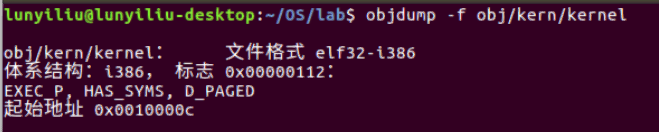 lunyiliu@lunyiliu-desktop:~/OS/lab$ objdump -f obj/kern/kernel
obj/kern/kernel：     文件格式 elf32-i386
体系结构：i386， 标志 0x00000112：
EXEC_P, HAS_SYMS, D_PAGED
起始地址 0x0010000c